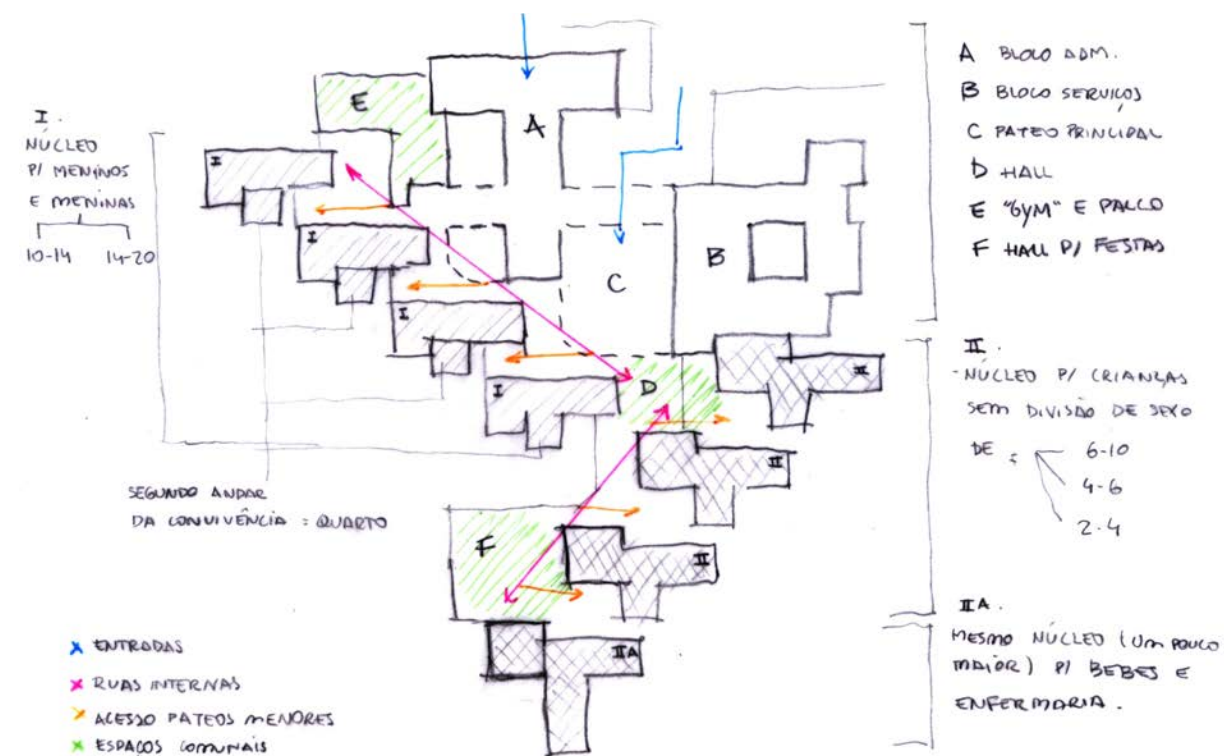 I.
NÚCLEO
P/ MENINOS
E MENINAS
10-14 14-20
E
A
I
I
I
I
B
C
D
II
II
F
II
IIA
SEGUNDO ANDAR
DA CONVIVÊNCIA = QUARTO
ENTRADAS
RUAS INTERNAS
ACESSO PATEOS MENORES
ESPAÇOS COMUNAIS
A BLOCO ADM.
B BLOCO SERVIÇOS
C PATEO PRINCIPAL
D HALL
E "GYM" E PALCO
F HALL P/ FESTAS
II.
- NÚCLEO P/ CRIANÇAS
SEM DIVISÃO DE SEXO
DE : 6-10
4-6
2-4
IIA.
MESMO NÚCLEO (UM POUCO
MAIOR) P/ BEBES E
ENFERMARIA.